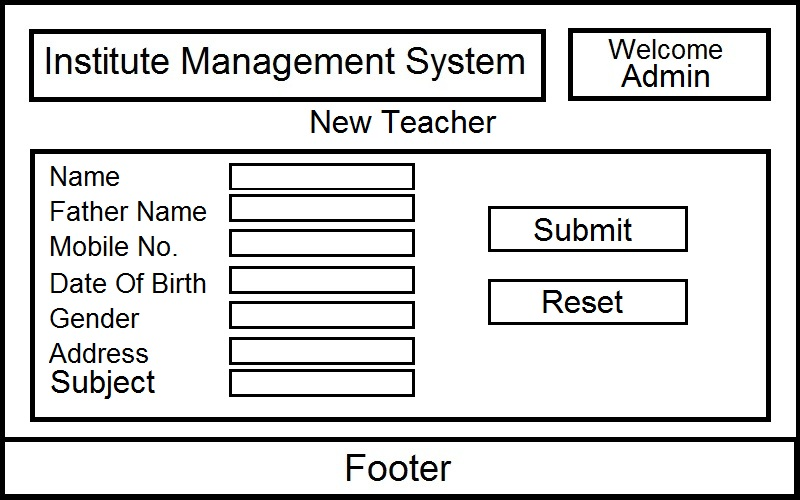 Institute Management System
Welcome
Admin
New Teacher
Name
Father Name
Mobile No.
Date Of Birth
Gender
Address
Subject
Submit
Reset
Footer